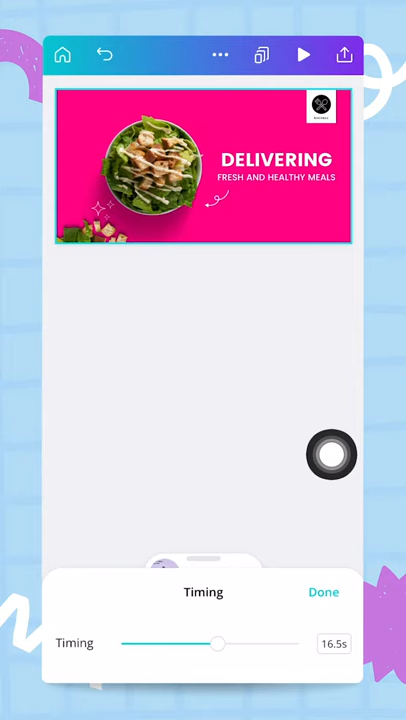 DELIVERING
FRESH AND HEALTHY MEALS
Timing
Done
Timing
16.5s